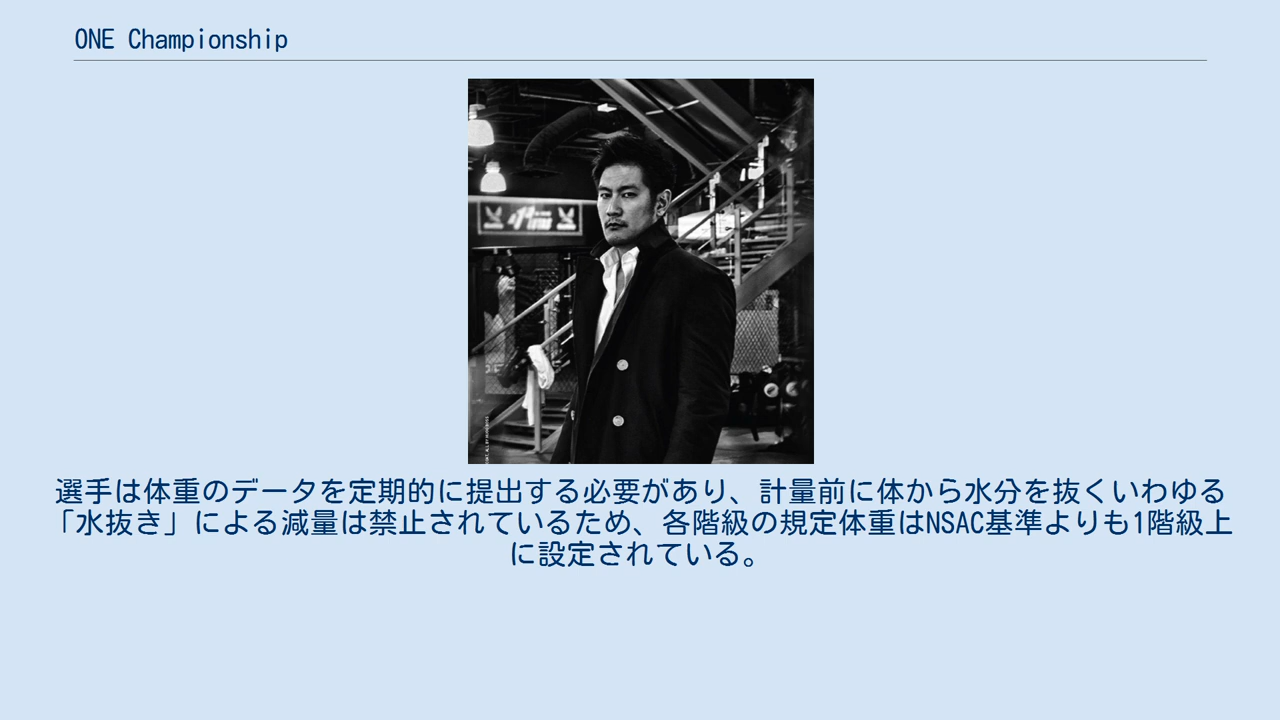 ONE Championship
選手は体重のデータを定期的に提出する必要があり、計量前に体から水分を抜くいわゆる
「水抜き」による減量は禁止されているため、各階級の規定体重はNSAC基準よりも1階級上
に設定されている。